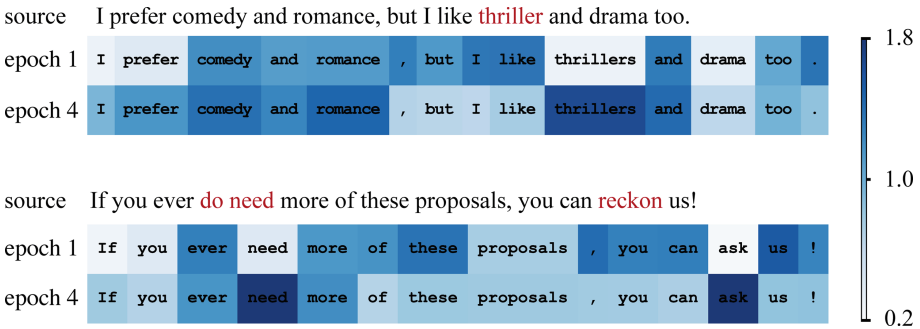 source I prefer comedy and romance, but I like thriller and drama too.
epoch 1 I prefer comedy and romance , but I like thrillers and drama too .
epoch 4 I prefer comedy and romance , but I like thrillers and drama too .
source If you ever do need more of these proposals, you can reckon us!
epoch 1 If you ever need more of these proposals , you can ask us !
epoch 4 If you ever need more of these proposals , you can ask us !
1.8
1.0
0.2